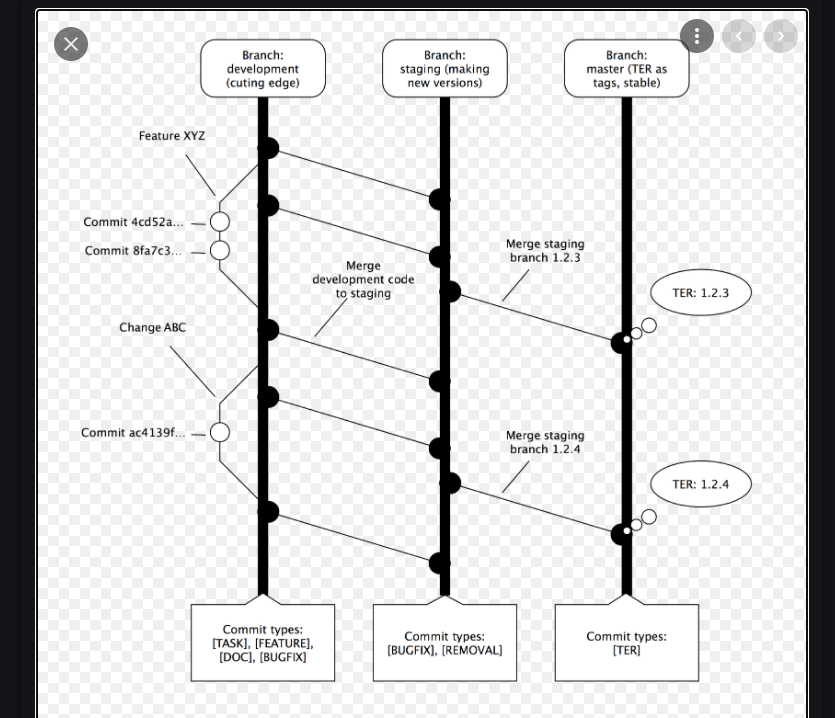 Branch:
development
(cuting edge)
Branch:
staging (making
new versions)
Branch:
master (TER as
tags, stable)
Feature XYZ
Commit 4cd52a...
Commit 8fa7c3...
Merge
development code
to staging
Merge staging
branch 1.2.3
TER: 1.2.3
Change ABC
Commit ac4139f...
Merge staging
branch 1.2.4
TER: 1.2.4
Commit types:
[TASK], [FEATURE],
[DOC], [BUGFIX]
Commit types:
[BUGFIX], [REMOVAL]
Commit types:
[TER]